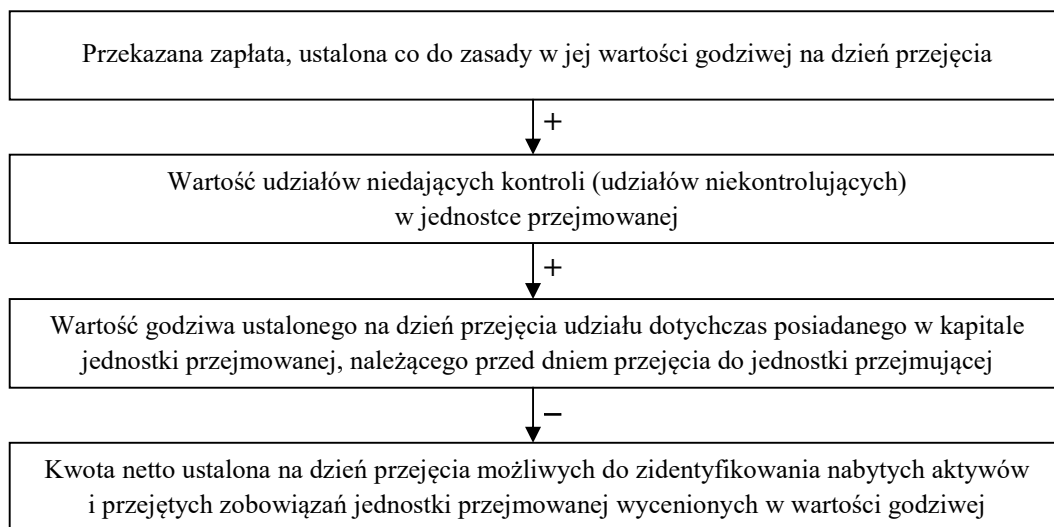 Przekazana zapłata, ustalona co do zasady w jej wartości godziwej na dzień przejęcia
+
Wartość udziałów niedających kontroli (udziałów niekontrolujących)
w jednostce przejmowanej
+
Wartość godziwa ustalonego na dzień przejęcia udziału dotychczas posiadanego w kapitale
jednostki przejmowanej, należącego przed dniem przejęcia do jednostki przejmującej
–
Kwota netto ustalona na dzień przejęcia możliwych do zidentyfikowania nabytych aktywów
i przejętych zobowiązań jednostki przejmowanej wycenionych w wartości godziwej